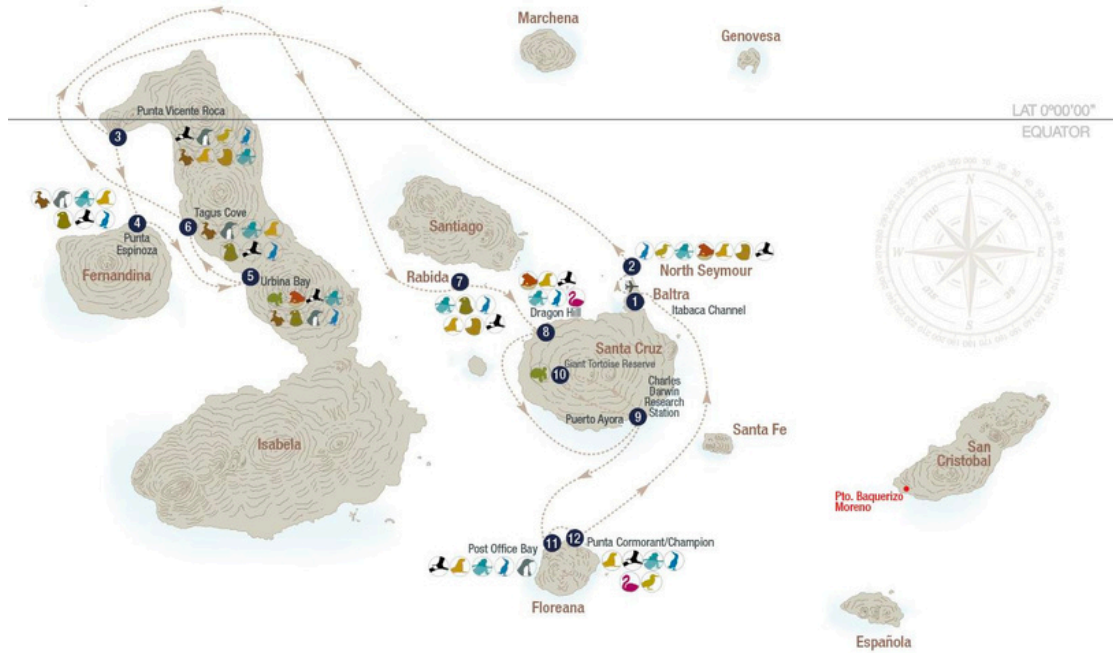 Marchena
Genovesa
LAT 0º00'00"
EQUATOR
Punta Vicente Roca
3
Tagus Cove
6
4
Punta
Espinoza
Fernandina
5
Urbina Bay
Santiago
Rabida
7
2
North Seymour
Baltra
1
Itabaca Channel
Dragon Hill
8
Santa Cruz
Giant Tortoise Reserve
10
Charles
Darwin
Research
Station
Puerto Ayora
9
Santa Fe
Isabela
San
Cristobal
Pto. Baquerizo
Moreno
Post Office Bay
11
12
Punta Cormorant/Champion
Floreana
Española
N
E
S
W